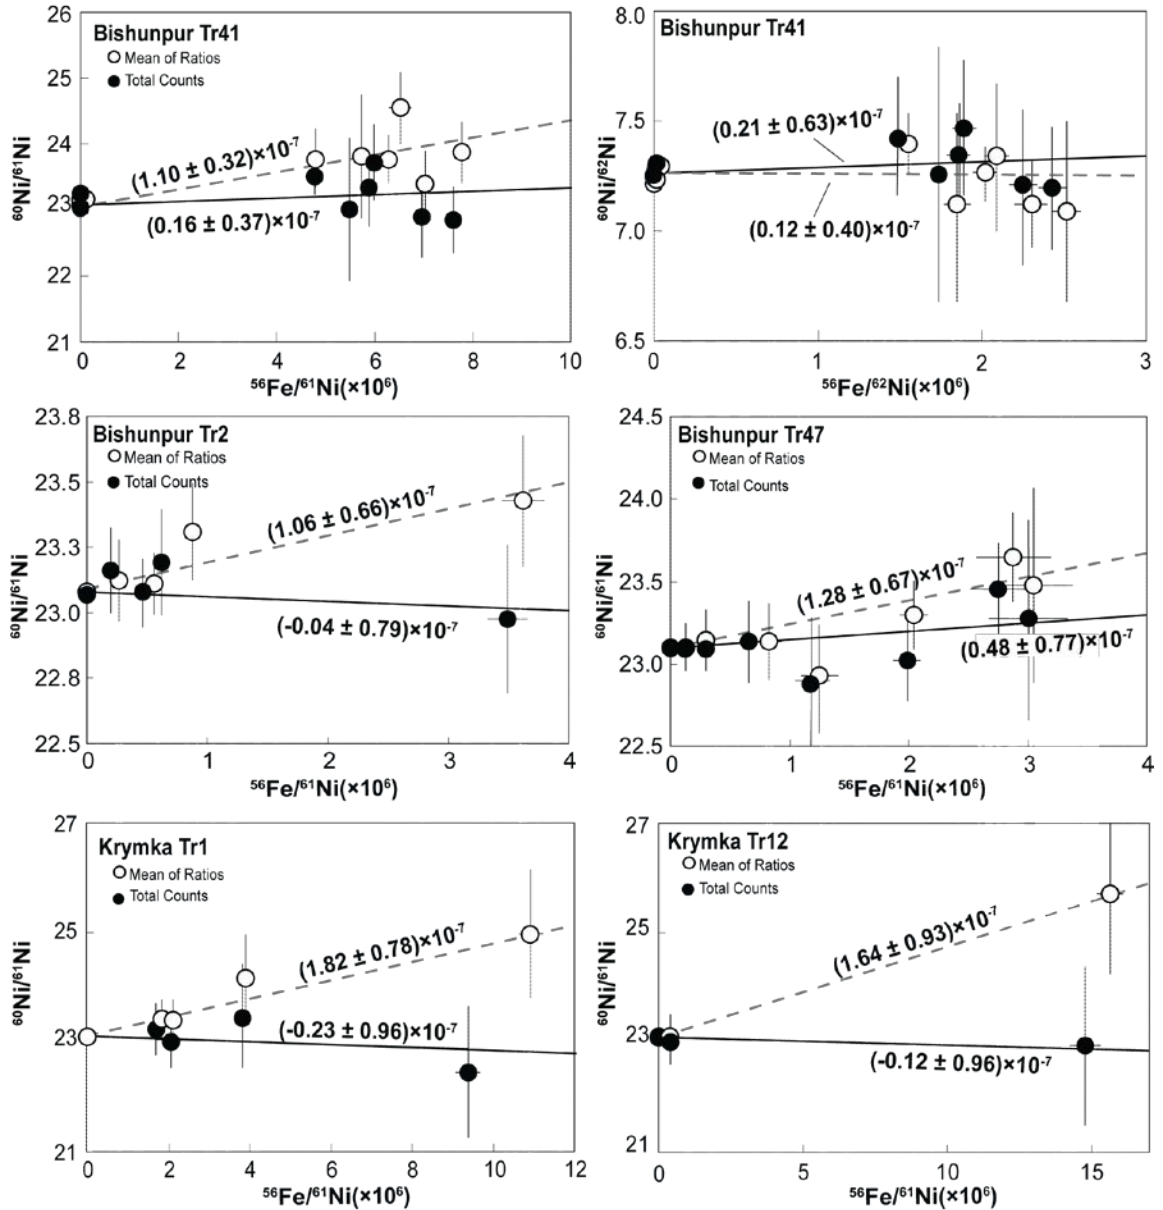 Bishunpur Tr41
Mean of Ratios
Total Counts
26
25
24
23
22
21
⁶⁰Ni/⁶¹Ni
(1.10 ± 0.32)×10⁻⁷
(0.16 ± 0.37)×10⁻⁷
0 2 4 6 8 10
⁵⁶Fe/⁶¹Ni(×10⁶)
Bishunpur Tr41
8.0
7.5
7.0
6.5
⁶⁰Ni/⁶²Ni
(0.21 ± 0.63)×10⁻⁷
(0.12 ± 0.40)×10⁻⁷
0 1 2 3
⁵⁶Fe/⁶²Ni(×10⁶)
Bishunpur Tr2
Mean of Ratios
Total Counts
23.8
23.5
23.3
23.0
22.8
22.5
⁶⁰Ni/⁶¹Ni
(1.06 ± 0.66)×10⁻⁷
(-0.04 ± 0.79)×10⁻⁷
0 1 2 3 4
⁵⁶Fe/⁶¹Ni(×10⁶)
Bishunpur Tr47
Mean of Ratios
Total Counts
24.5
24.0
23.5
23.0
22.5
⁶⁰Ni/⁶¹Ni
(1.28 ± 0.67)×10⁻⁷
(0.48 ± 0.77)×10⁻⁷
0 1 2 3 4
⁵⁶Fe/⁶¹Ni(×10⁶)
Krymka Tr1
Mean of Ratios
Total Counts
27
25
23
21
⁶⁰Ni/⁶¹Ni
(1.82 ± 0.78)×10⁻⁷
(-0.23 ± 0.96)×10⁻⁷
0 2 4 6 8 10 12
⁵⁶Fe/⁶¹Ni(×10⁶)
Krymka Tr12
Mean of Ratios
Total Counts
27
25
23
21
⁶⁰Ni/⁶¹Ni
(1.64 ± 0.93)×10⁻⁷
(-0.12 ± 0.96)×10⁻⁷
0 5 10 15
⁵⁶Fe/⁶¹Ni(×10⁶)